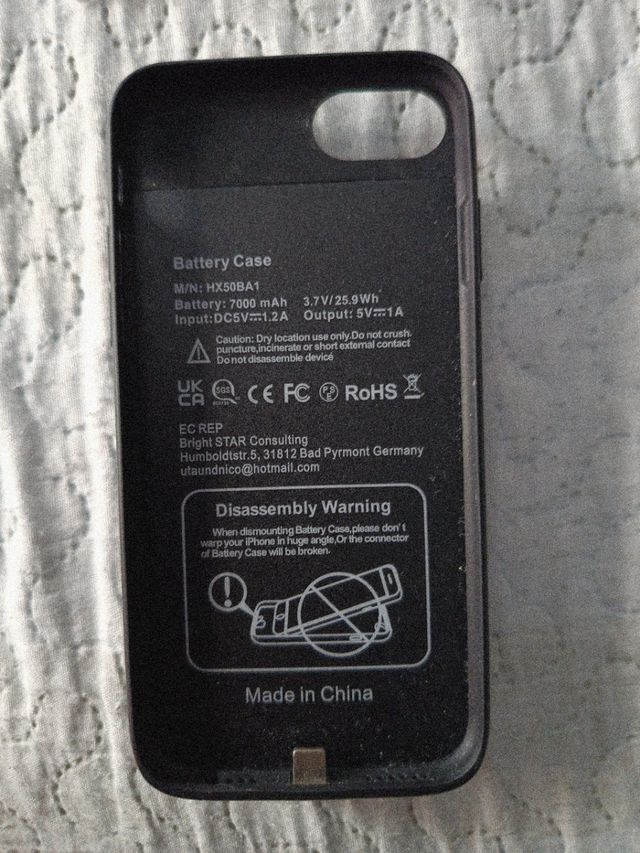 Battery Case
M/N: HX50BA1
Battery: 7000 mAh 3.7V/25.9Wh
Input:DC5V⎓1.2A Output: 5V⎓1A
Caution: Dry location use only.Do not crush,
puncture,incinerate or short external contact
Do not disassemble device
UK
CA SGS CE FC PSE RoHS
EC REP
Bright STAR Consulting
Humboldtstr.5, 31812 Bad Pyrmont Germany
utaundnico@hotmail.com
Disassembly Warning
When dismounting Battery Case,please don't
warp your iPhone in huge angle,Or the connector
of Battery Case will be broken.
!
Made in China